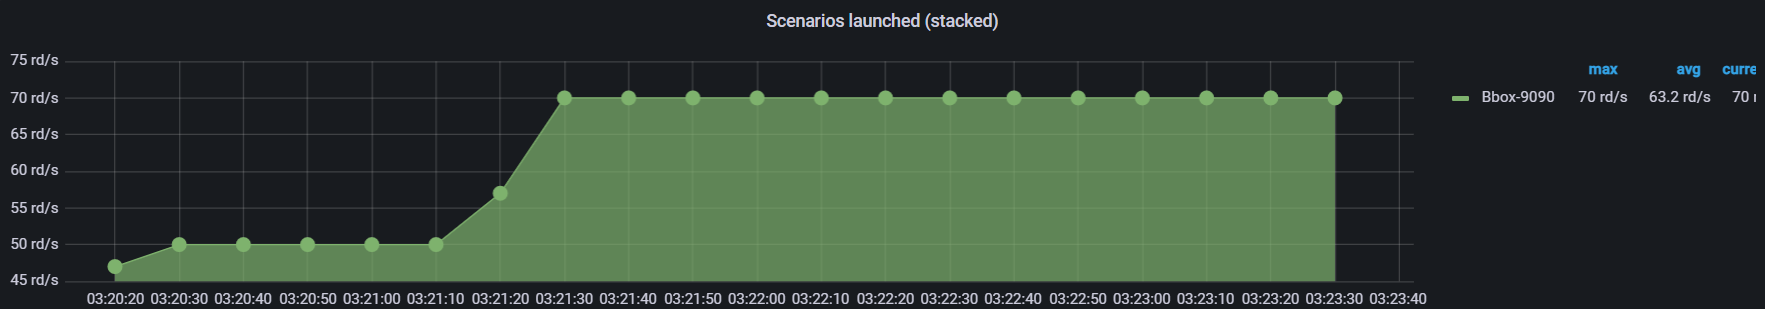 Scenarios launched (stacked)
75 rd/s
70 rd/s
65 rd/s
60 rd/s
55 rd/s
50 rd/s
45 rd/s
03:20:20 03:20:30 03:20:40 03:20:50 03:21:00 03:21:10 03:21:20 03:21:30 03:21:40 03:21:50 03:22:00 03:22:10 03:22:20 03:22:30 03:22:40 03:22:50 03:23:00 03:23:10 03:23:20 03:23:30 03:23:40
max avg curre
Bbox-9090 70 rd/s 63.2 rd/s 70